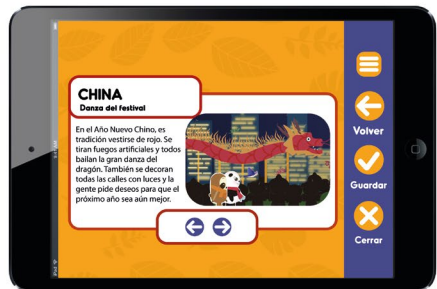 CHINA
Danza del festival
En el Año Nuevo Chino, es
tradición vestirse de rojo. Se
tiran fuegos artificiales y todos
bailan la gran danza del
dragón. También se decoran
todas las calles con luces y la
gente pide deseos para que el
próximo año sea aún mejor.
Volver
Guardar
Cerrar